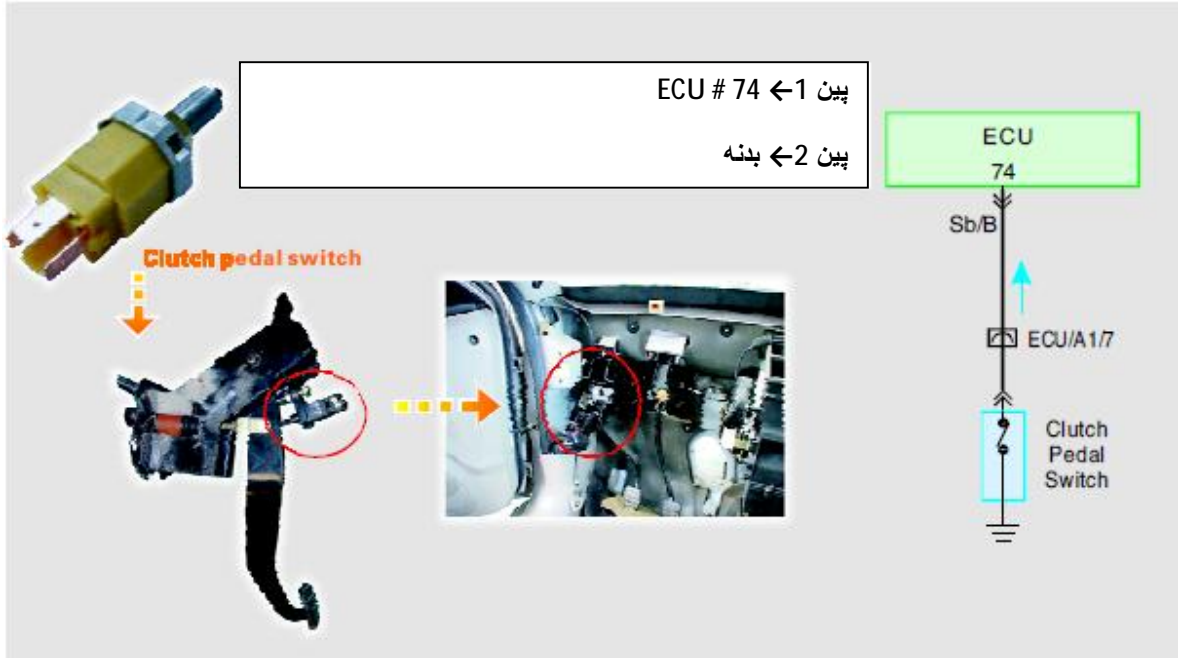 پین 1← ECU # 74
پین 2← بدنه
Clutch pedal switch
ECU
74
Sb/B
ECU/A1/7
Clutch
Pedal
Switch